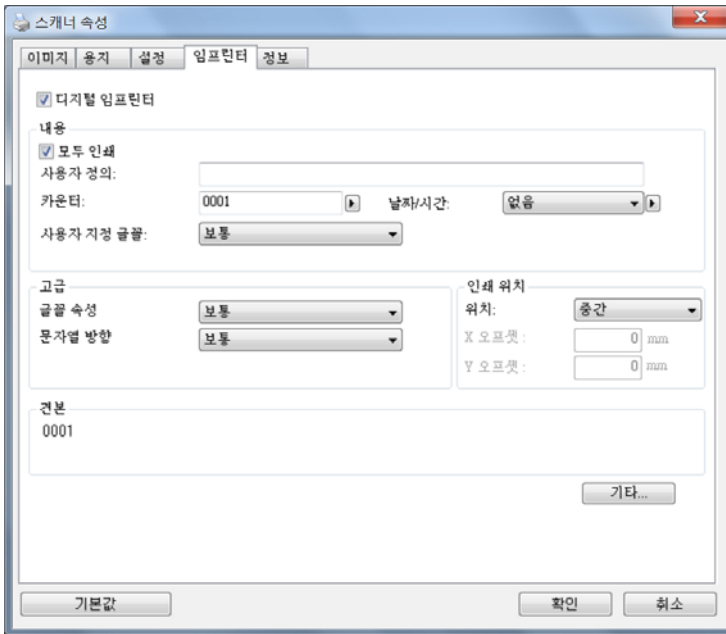 스캐너 속성
이미지 용지 설정 임프린터 정보
디지털 임프린터
내용
모두 인쇄
사용자 정의:
카운터: 0001 날짜/시간: 없음
사용자 지정 글꼴: 보통
고급
글꼴 속성 보통
문자열 방향 보통
인쇄 위치
위치: 중간
X 오프셋 : 0 mm
Y 오프셋 : 0 mm
견본
0001
기타...
기본값 확인 취소